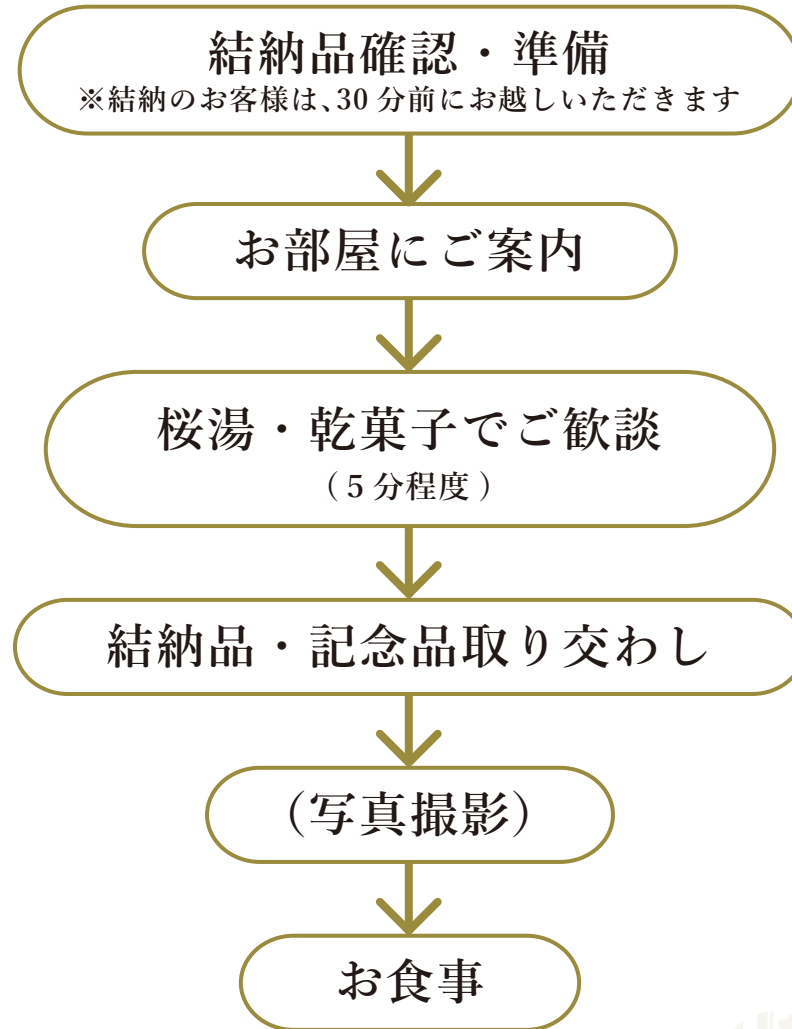 結納品確認・準備
※結納のお客様は、30分前にお越しいただきます
お部屋にご案内
桜湯・乾菓子でご歓談
（5分程度）
結納品・記念品取り交わし
（写真撮影）
お食事